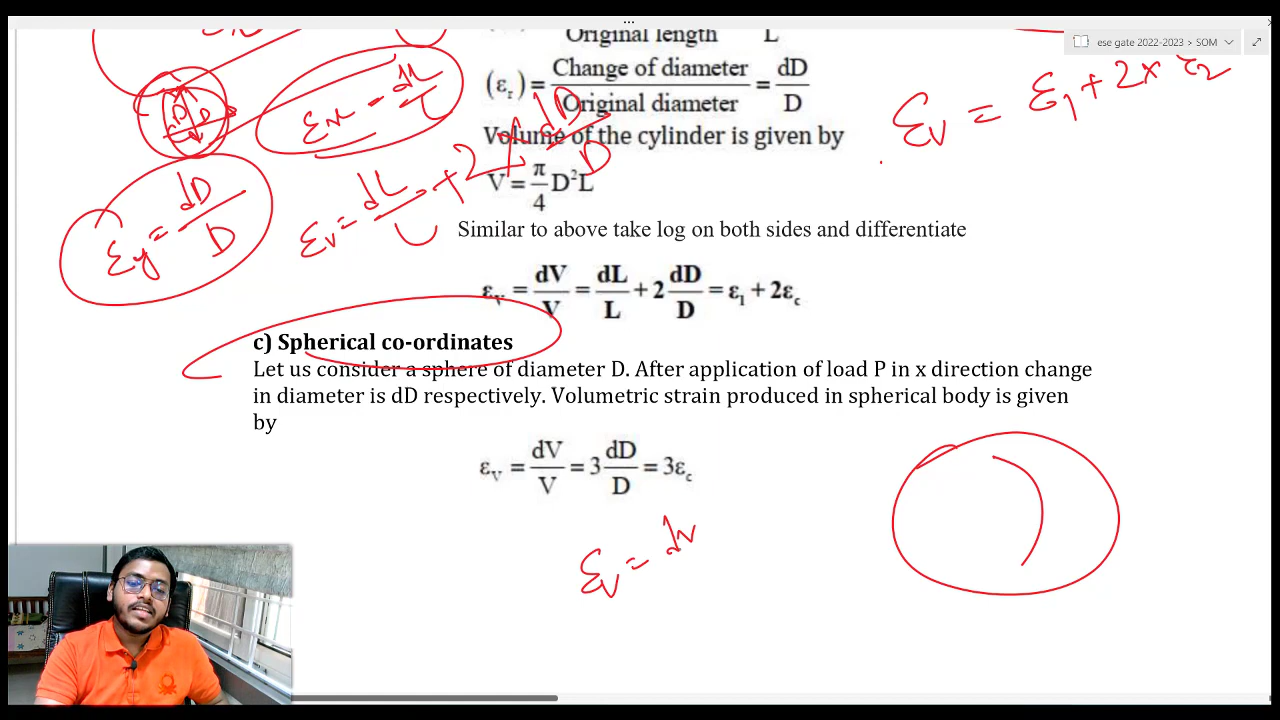 Original length L
ese gate 2022-2023 > SOM
(εr) = Change of diameter / Original diameter = dD / D
εv = ε1 + 2× ε2
D D
εx = dL / L
Volume of the cylinder is given by
V = π/4 D²L
εy = dD / D
εv = dL / L + 2 × dD / D
Similar to above take log on both sides and differentiate
εv = dV / V = dL / L + 2 dD / D = ε1 + 2εc
c) Spherical co-ordinates
Let us consider a sphere of diameter D. After application of load P in x direction change
in diameter is dD respectively. Volumetric strain produced in spherical body is given
by
εV = dV / V = 3 dD / D = 3εc
εv = dv